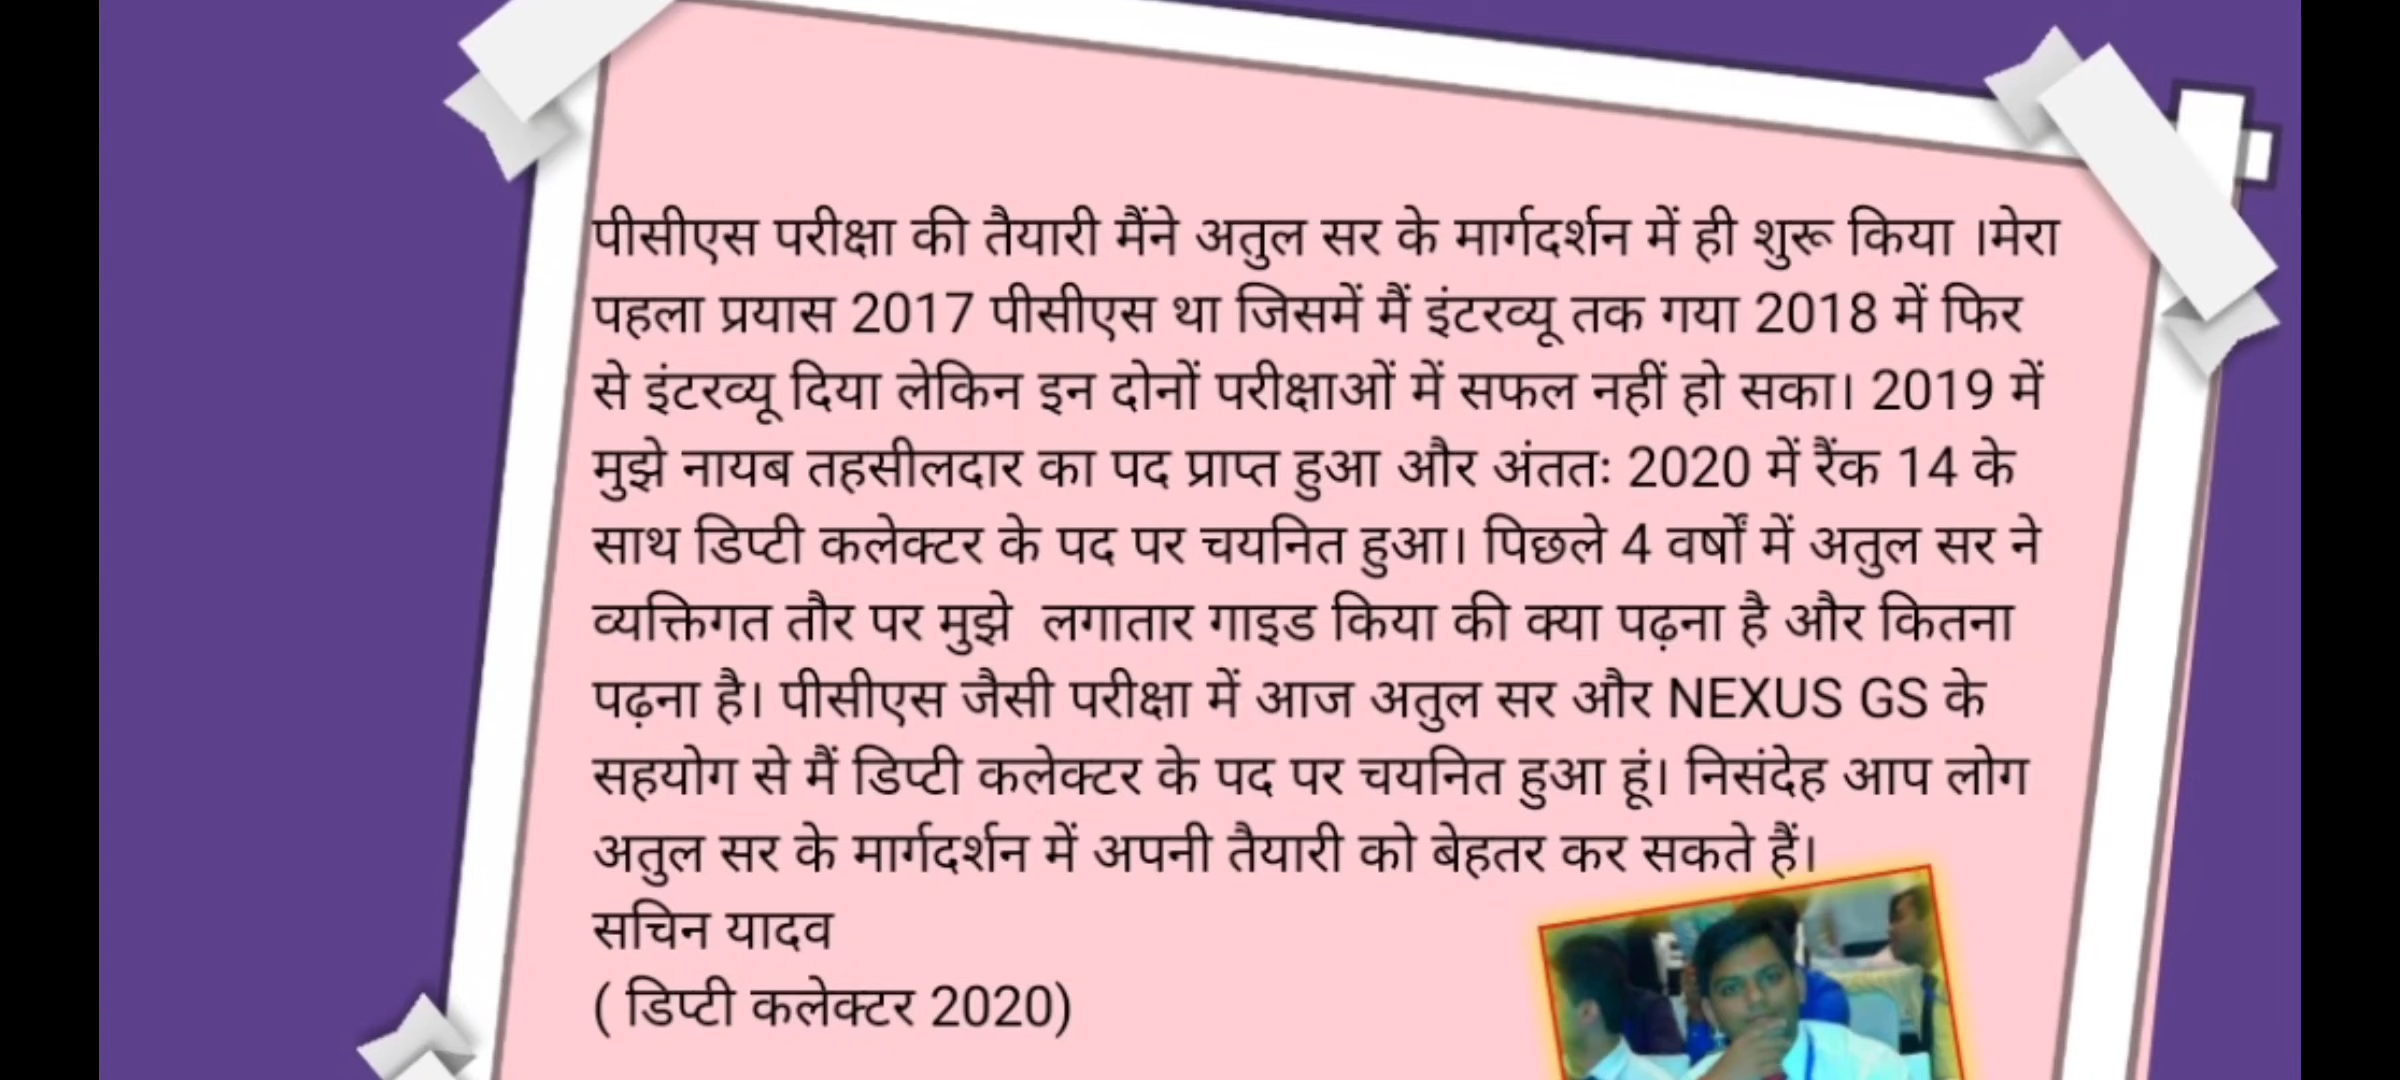 पीसीएस परीक्षा की तैयारी मैंने अतुल सर के मार्गदर्शन में ही शुरू किया ।मेरा
पहला प्रयास 2017 पीसीएस था जिसमें मैं इंटरव्यू तक गया 2018 में फिर
से इंटरव्यू दिया लेकिन इन दोनों परीक्षाओं में सफल नहीं हो सका। 2019 में
मुझे नायब तहसीलदार का पद प्राप्त हुआ और अंततः 2020 में रैंक 14 के
साथ डिप्टी कलेक्टर के पद पर चयनित हुआ। पिछले 4 वर्षों में अतुल सर ने
व्यक्तिगत तौर पर मुझे  लगातार गाइड किया की क्या पढ़ना है और कितना
पढ़ना है। पीसीएस जैसी परीक्षा में आज अतुल सर और NEXUS GS के
सहयोग से मैं डिप्टी कलेक्टर के पद पर चयनित हुआ हूं। निसंदेह आप लोग
अतुल सर के मार्गदर्शन में अपनी तैयारी को बेहतर कर सकते हैं।
सचिन यादव
( डिप्टी कलेक्टर 2020)